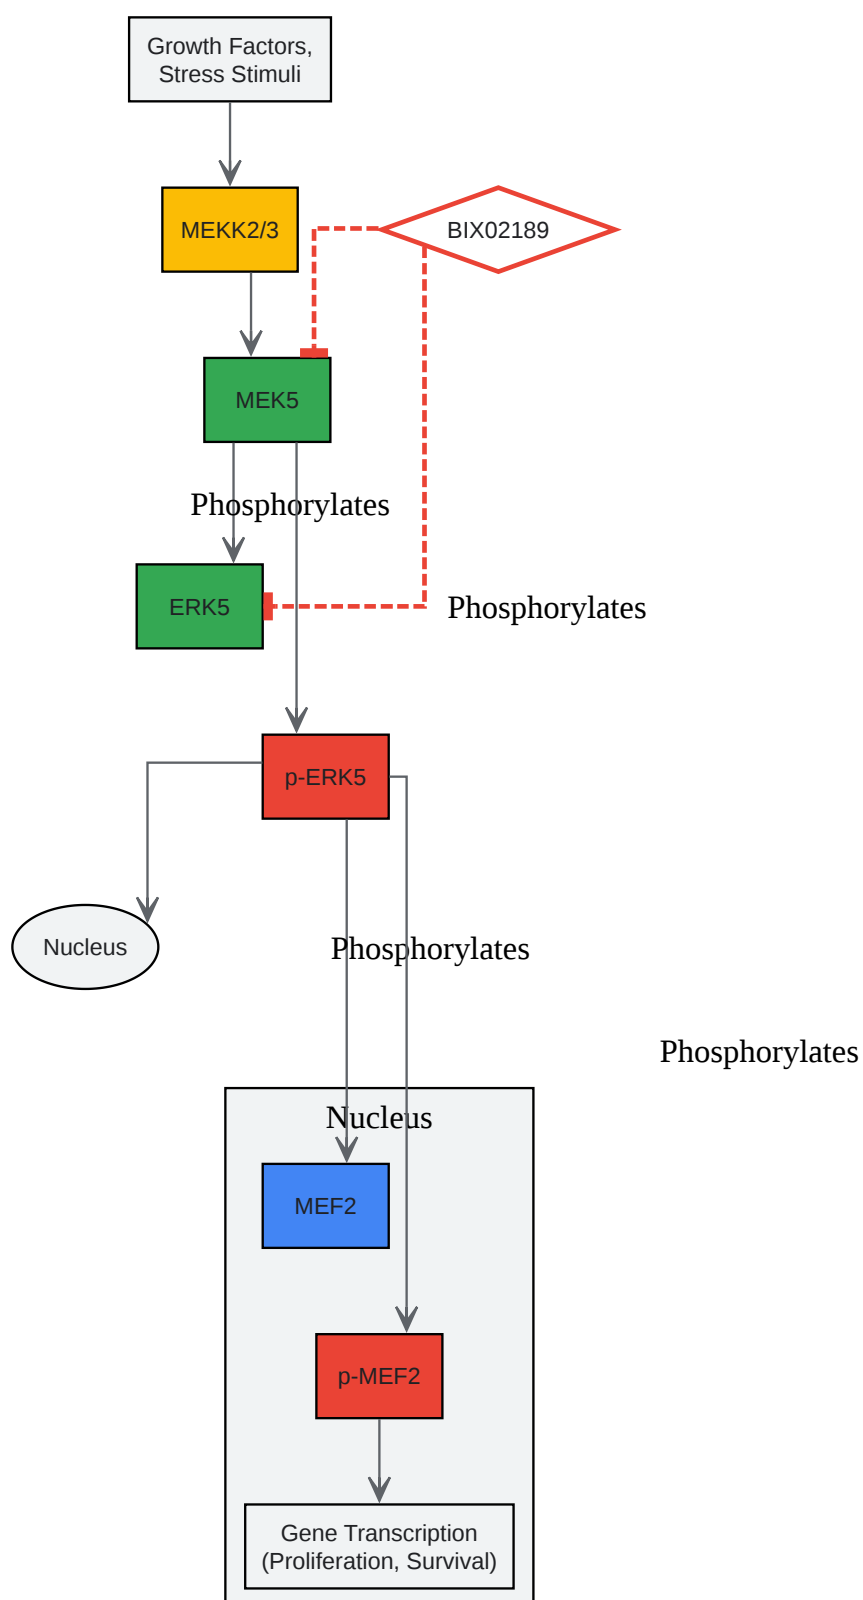 Growth Factors,
Stress Stimuli
MEKK2/3
BIX02189
MEK5
Phosphorylates
ERK5
Phosphorylates
p-ERK5
Nucleus
Phosphorylates
Phosphorylates
Nucleus
MEF2
p-MEF2
Gene Transcription
(Proliferation, Survival)